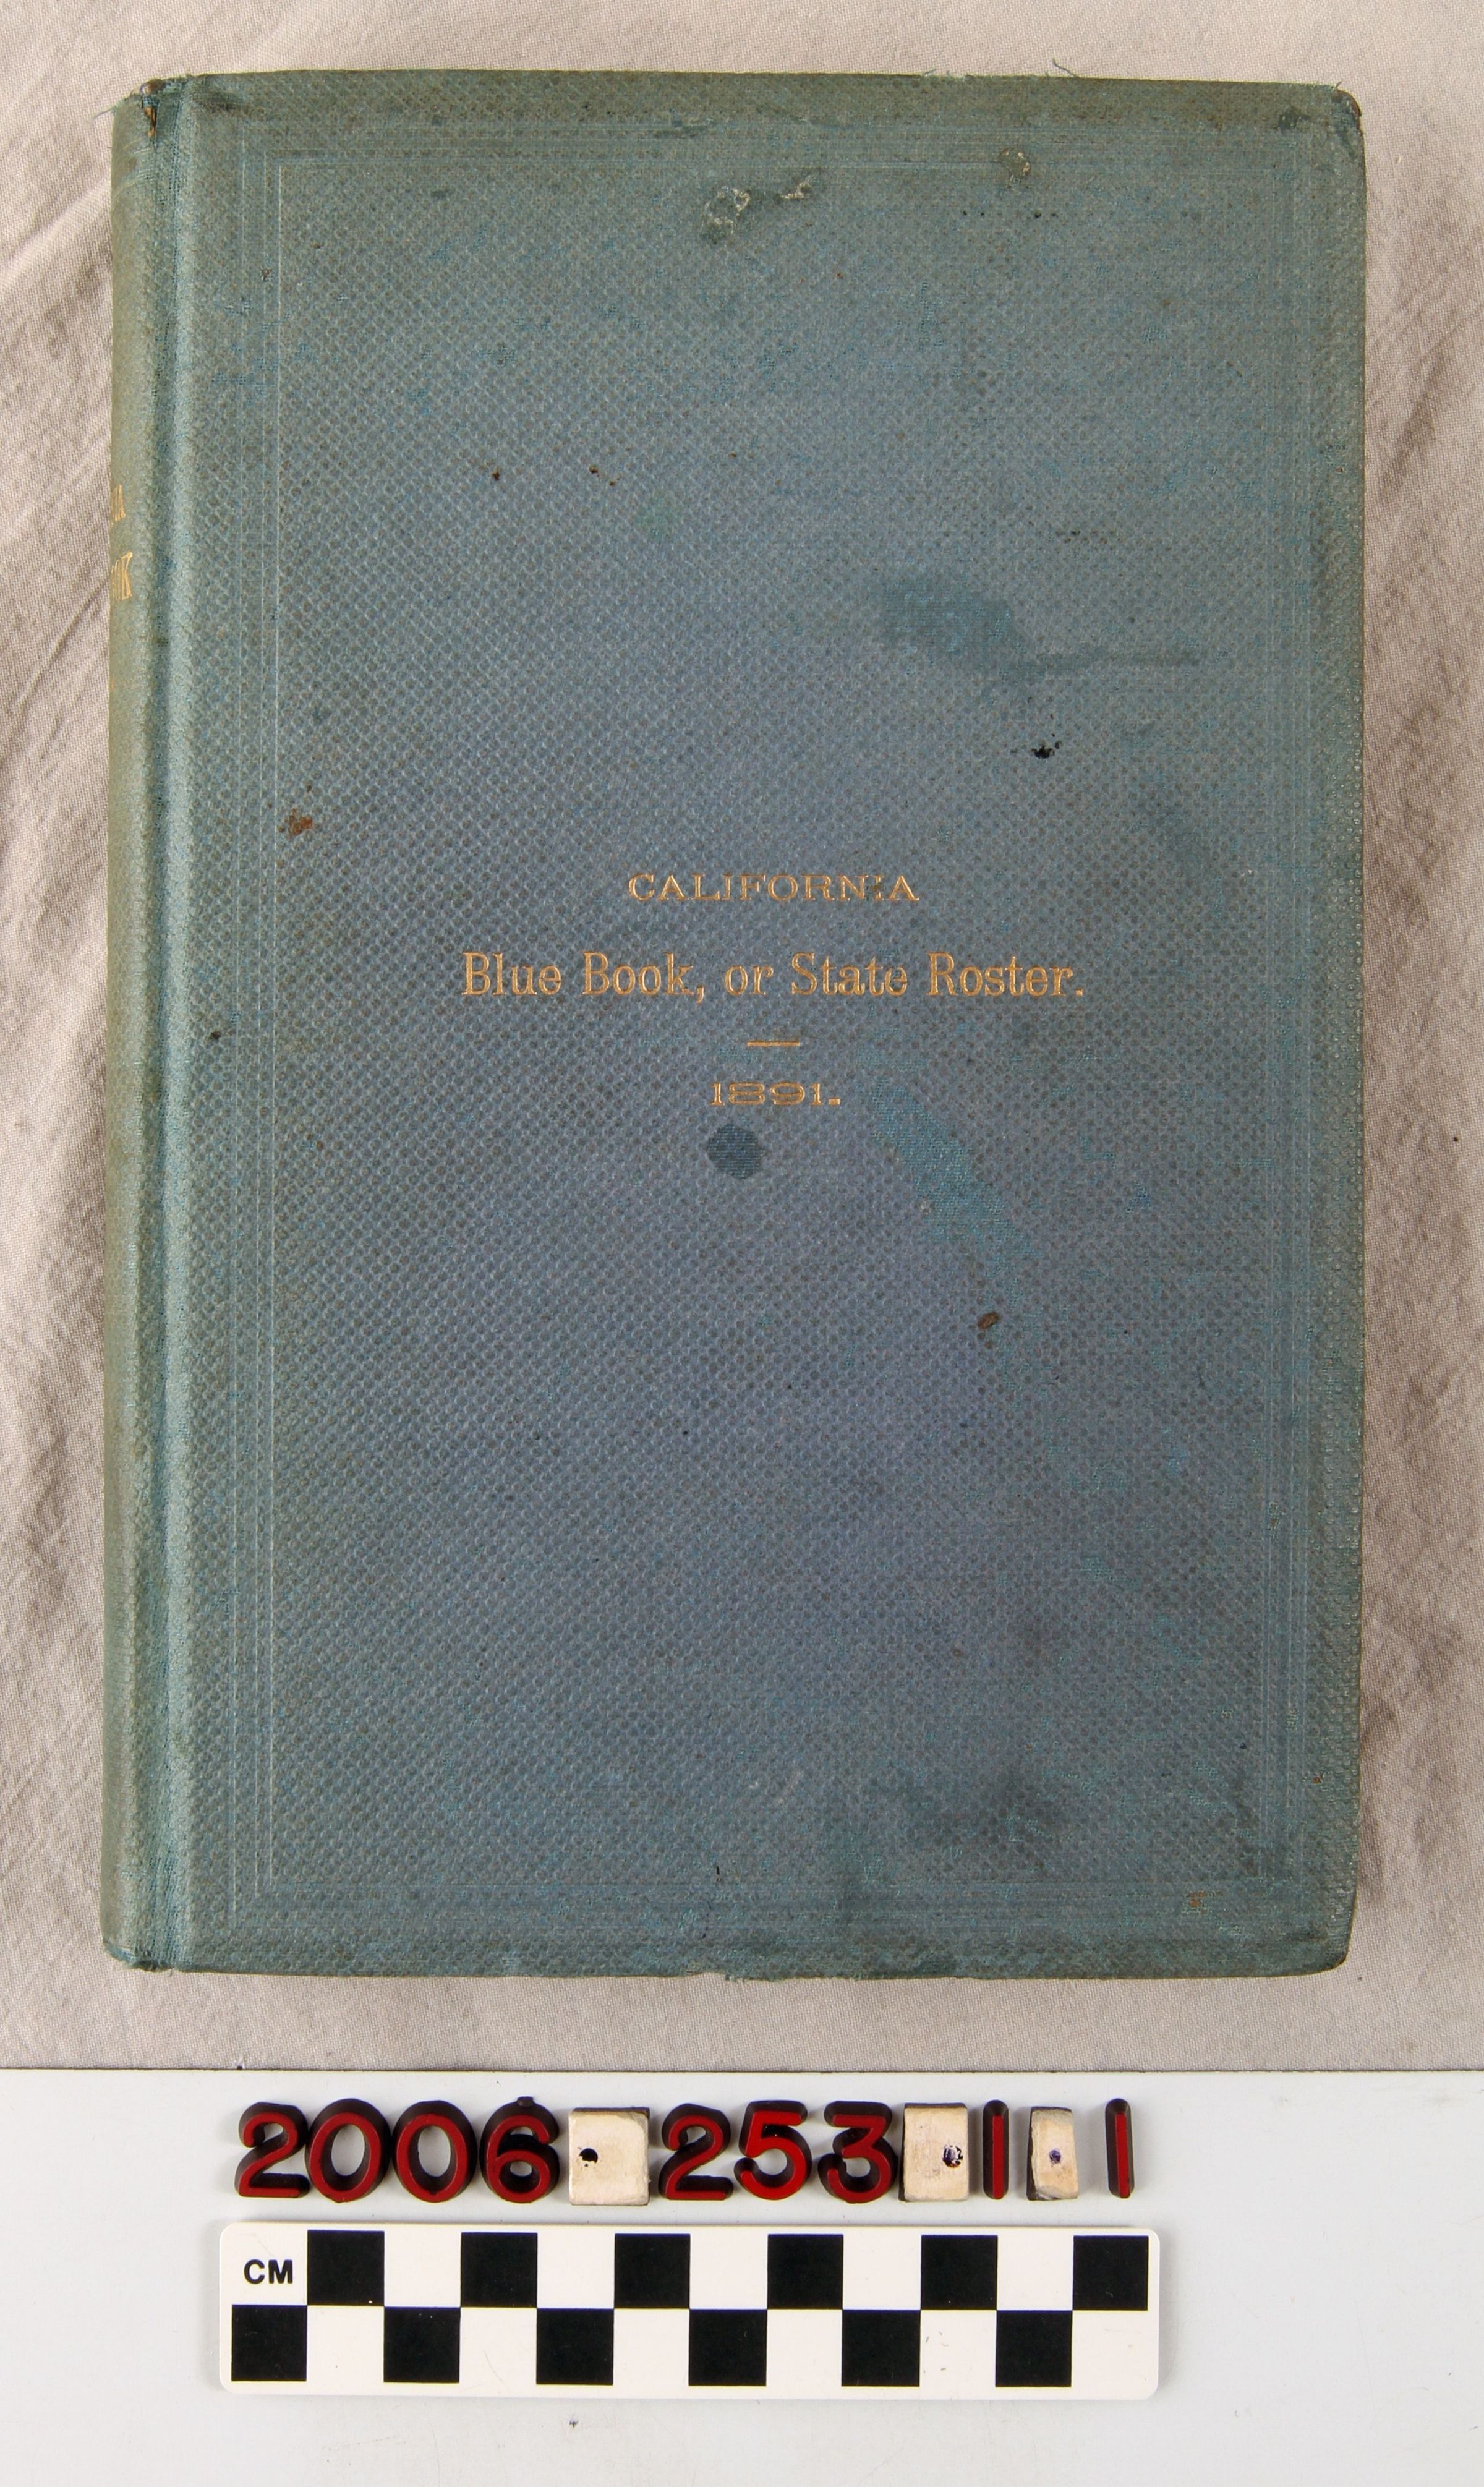 CALIFORNIA
Blue Book, or State Roster.
1891.
2006.253.1.1
CM